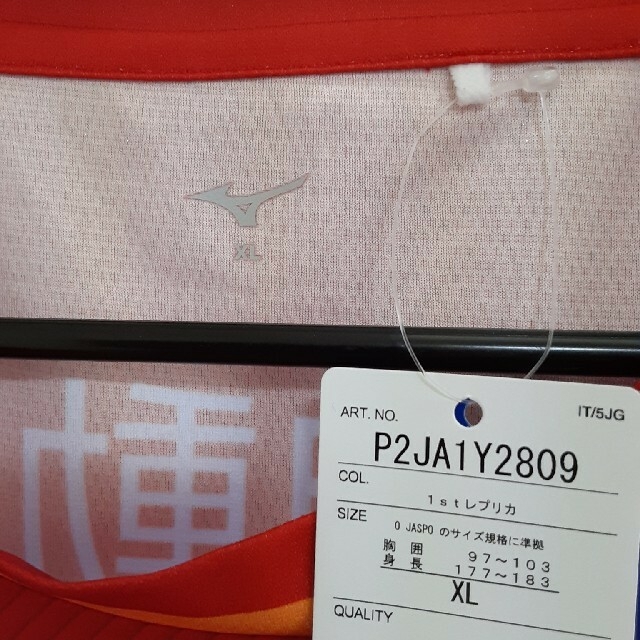 XL
ART. NO.
IT/5JG
P2JA1Y2809
COL.
1stレプリカ
SIZE
O JASPO のサイズ規格に準拠
胸囲 97~103
身長 177~183
XL
QUALITY